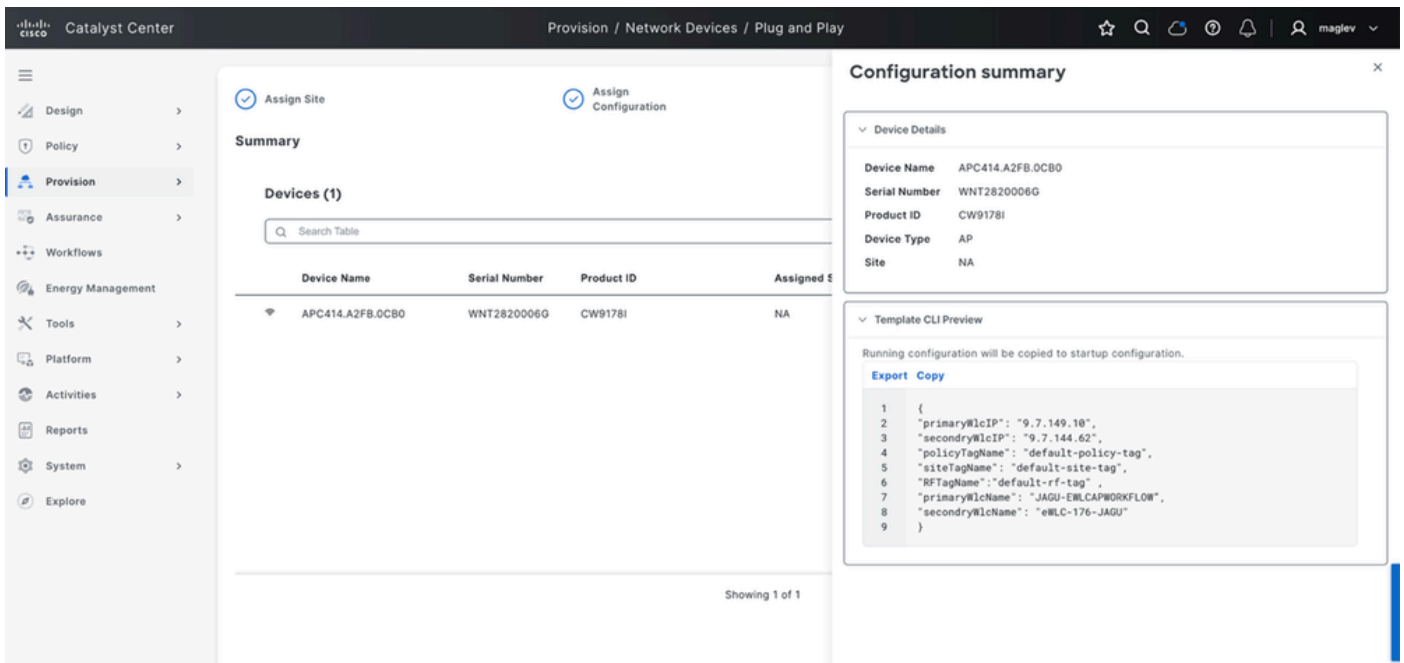 cisco Catalyst Center
Provision / Network Devices / Plug and Play
maglev
Design
Policy
Provision
Assurance
Workflows
Energy Management
Tools
Platform
Activities
Reports
System
Explore
Assign Site
Assign
Configuration
Summary
Devices (1)
Search Table
Device Name Serial Number Product ID Assigned S
APC414.A2FB.0CB0 WNT2820006G CW9178I NA
Showing 1 of 1
Configuration summary
Device Details
Device Name APC414.A2FB.0CB0
Serial Number WNT2820006G
Product ID CW9178I
Device Type AP
Site NA
Template CLI Preview
Running configuration will be copied to startup configuration.
Export Copy
1 {
2 "primaryWlcIP": "9.7.149.10",
3 "secondryWlcIP": "9.7.144.62",
4 "policyTagName": "default-policy-tag",
5 "siteTagName": "default-site-tag",
6 "RFTagName":"default-rf-tag" ,
7 "primaryWlcName": "JAGU-EWLCAPWORKFLOW",
8 "secondryWlcName": "eWLC-176-JAGU"
9 }